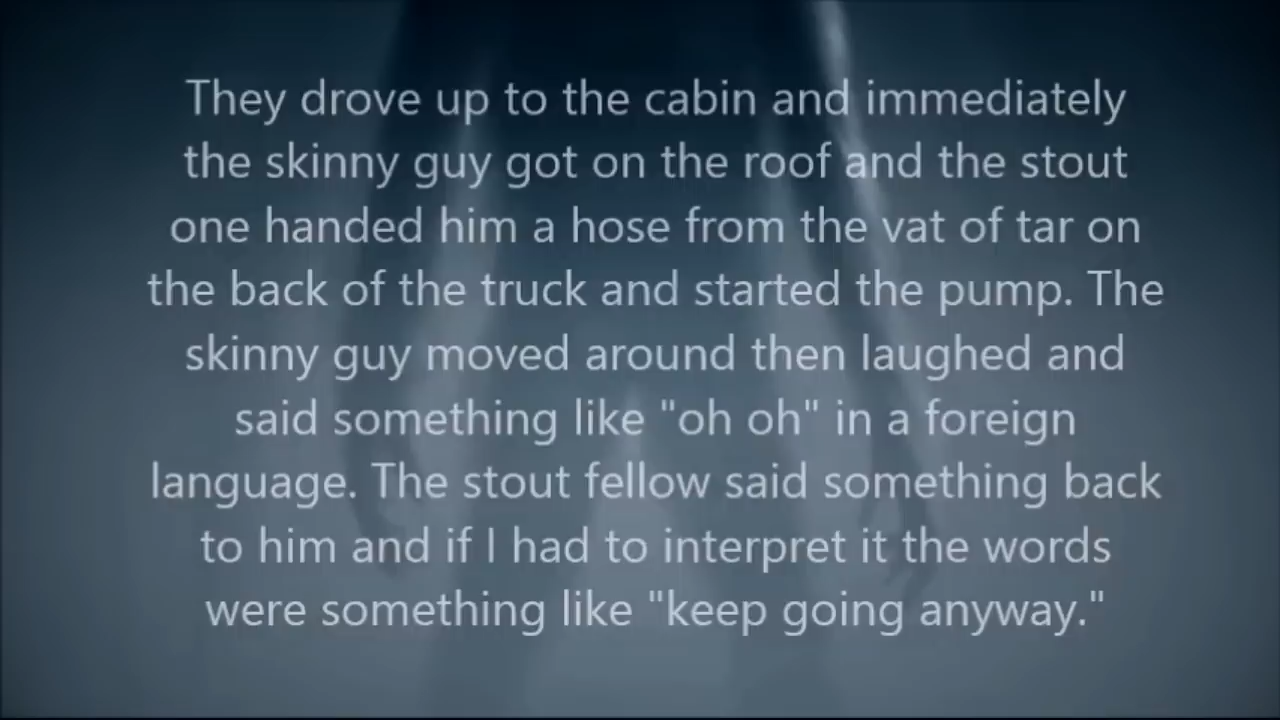 They drove up to the cabin and immediately
the skinny guy got on the roof and the stout
one handed him a hose from the vat of tar on
the back of the truck and started the pump. The
skinny guy moved around then laughed and
said something like "oh oh" in a foreign
language. The stout fellow said something back
to him and if I had to interpret it the words
were something like "keep going anyway."